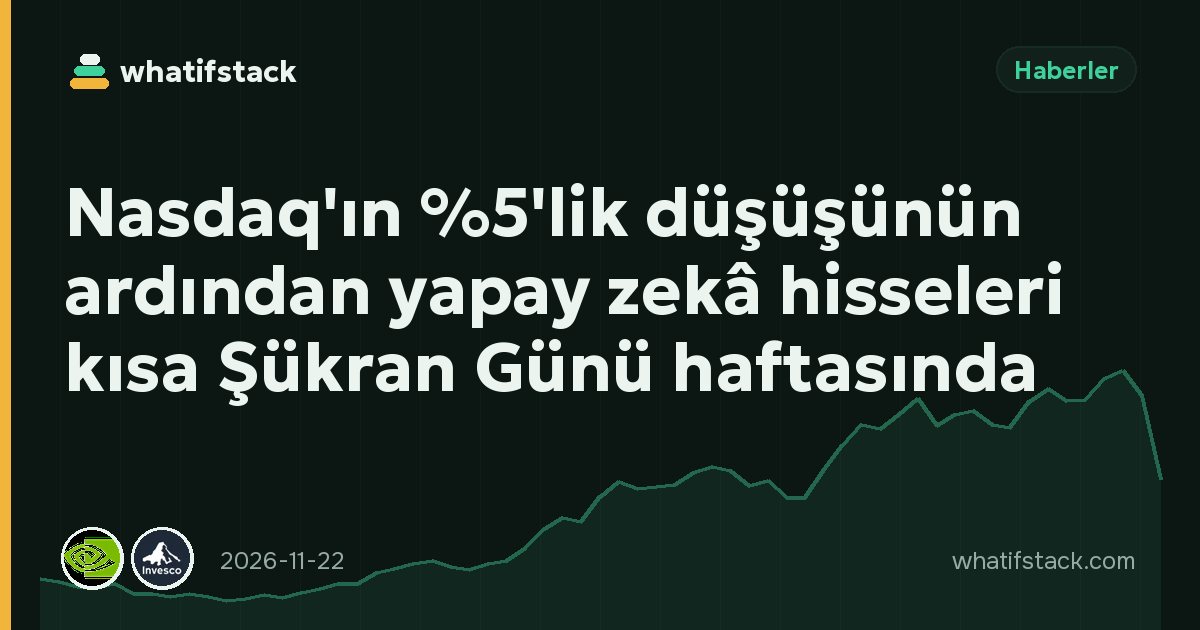 whatifstack
Haberler
Nasdaq'ın %5'lik düşüşünün
ardından yapay zekâ hisseleri
kısa Şükran Günü haftasında
Invesco
2026-11-22
whatifstack.com